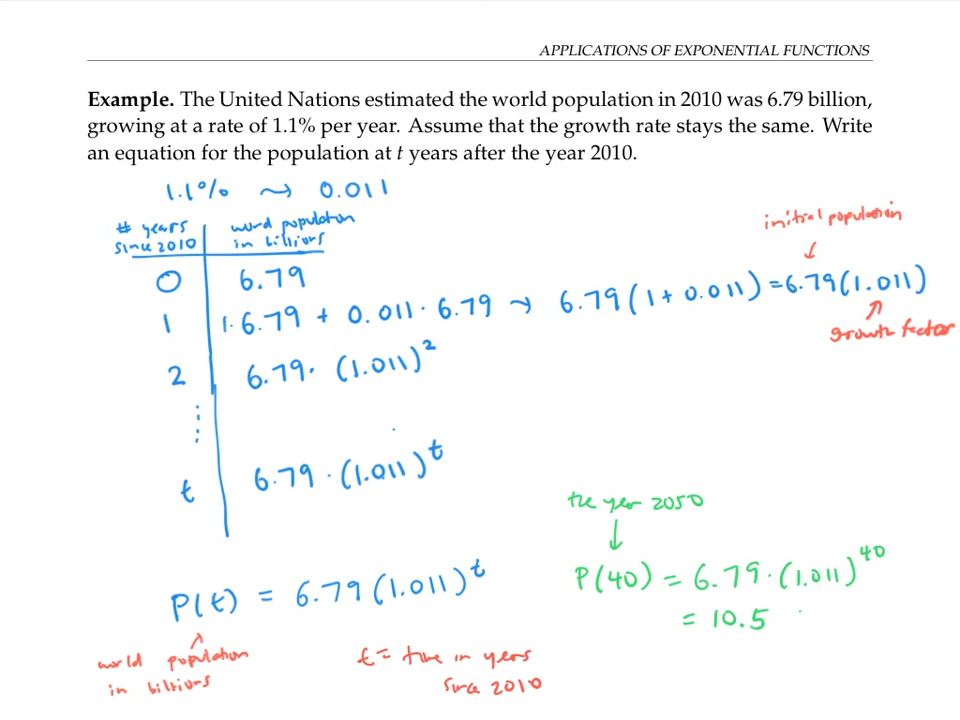 APPLICATIONS OF EXPONENTIAL FUNCTIONS
Example. The United Nations estimated the world population in 2010 was 6.79 billion,
growing at a rate of 1.1% per year. Assume that the growth rate stays the same. Write
an equation for the population at t years after the year 2010.
1.1% ⇝ 0.011
# years since 2010 | world population in billions
initial population
↓
0 | 6.79
1 | 1·6.79 + 0.011·6.79 → 6.79(1+0.011) = 6.79(1.011)
↗
growth factor
2 | 6.79·(1.011)²
⋮
t | 6.79·(1.011)^t
the year 2050
↓
P(t) = 6.79(1.011)^t
P(40) = 6.79·(1.011)^40
= 10.5
↑
world population
in billions
t = time in years
since 2010